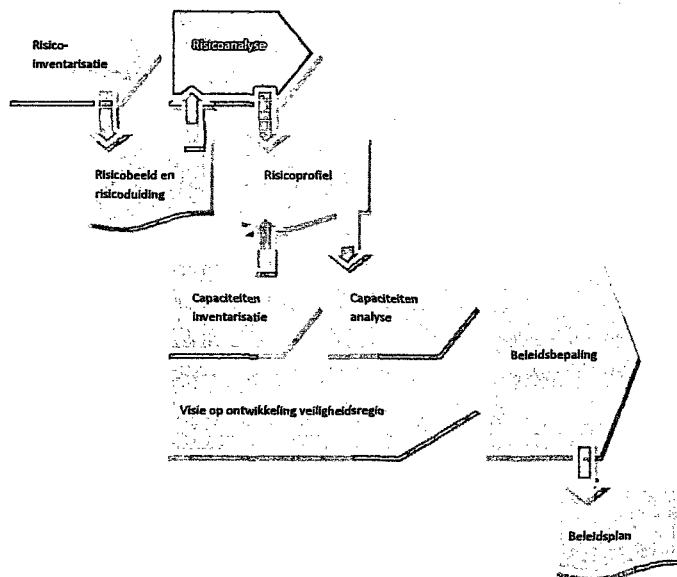 Risico-
inventarisatie
Risicoanalyse
Risicobeeld en
risicoduiding
Risicoprofiel
Capaciteiten
inventarisatie
Capaciteiten
analyse
Beleidsbepaling
Visie op ontwikkeling veiligheidsregio
Beleidsplan